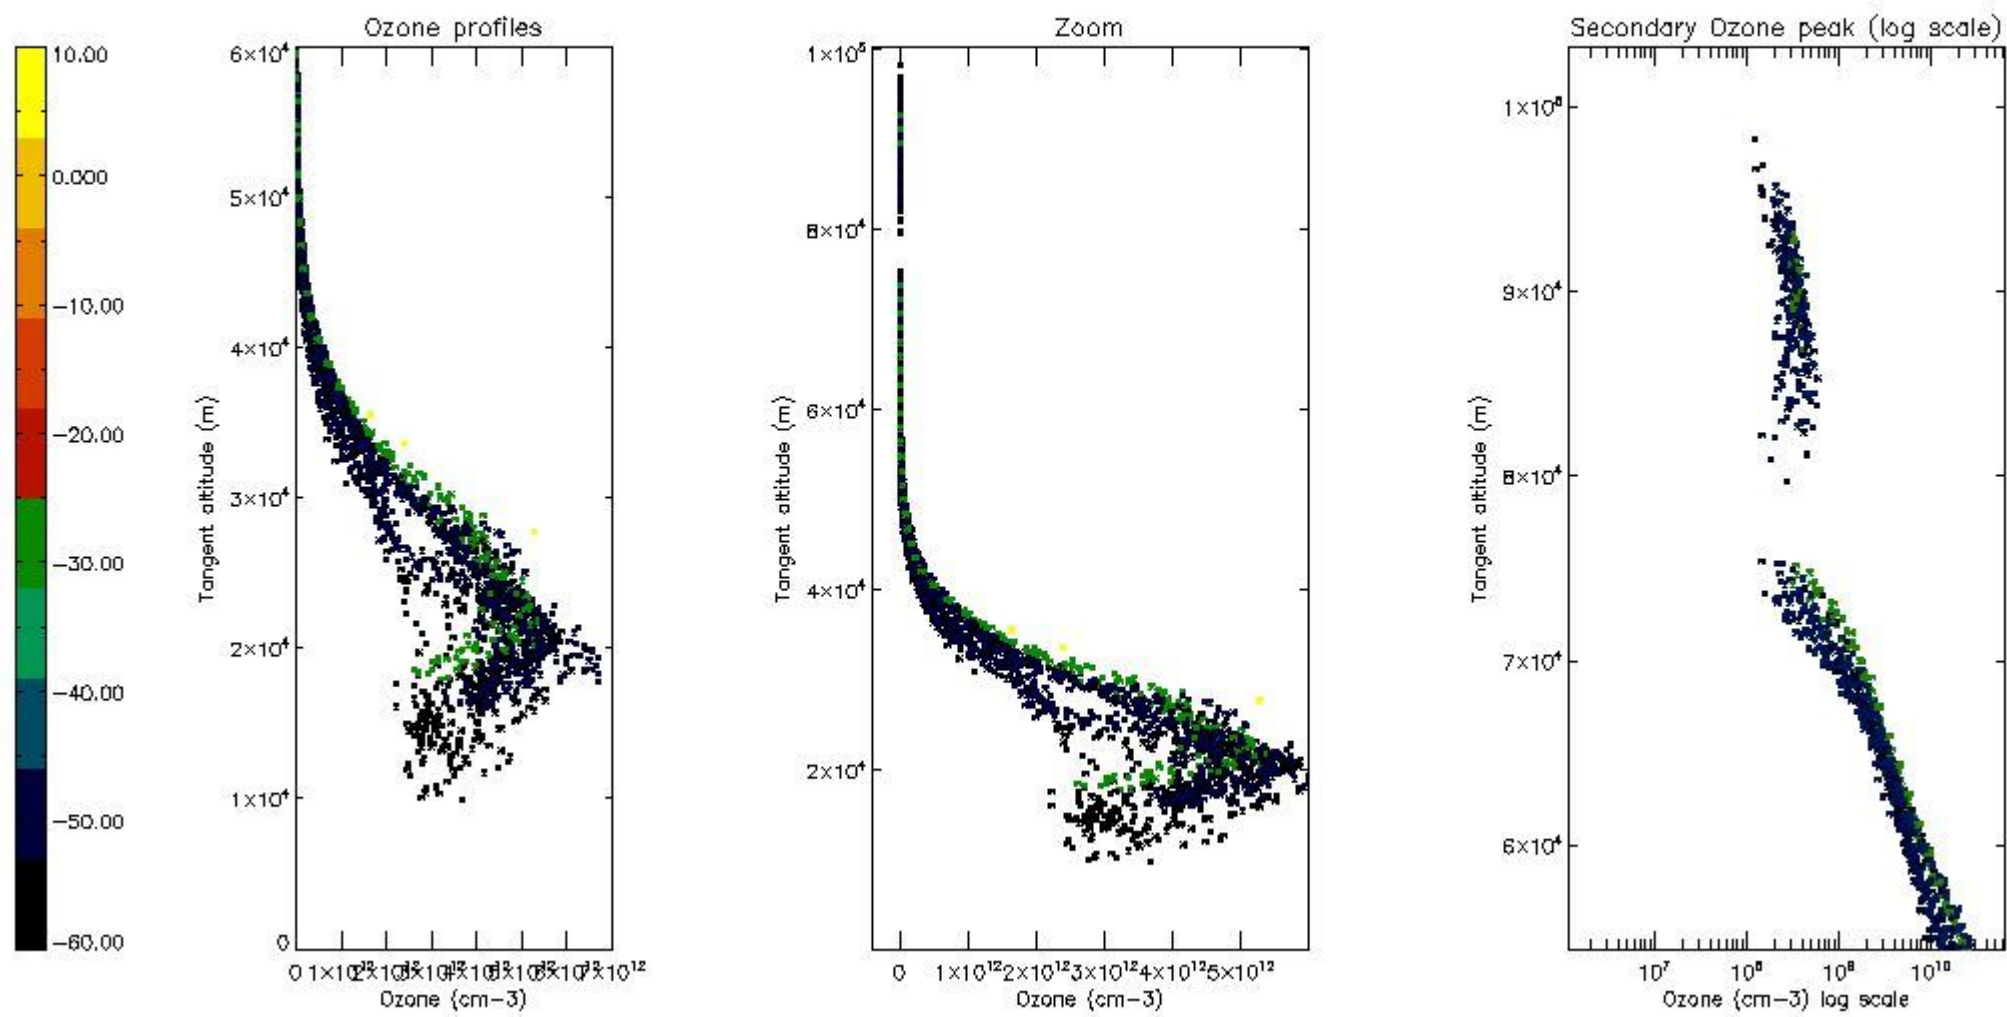 Ozone profiles
Zoom
Secondary Ozone peak (log scale)
10.00
0.000
−10.00
−20.00
−30.00
−40.00
−50.00
−60.00
6×10⁴
5×10⁴
4×10⁴
3×10⁴
2×10⁴
1×10⁴
0
Tangent altitude (m)
0 7×10¹²
Ozone (cm−3)
1×10⁵
8×10⁴
6×10⁴
4×10⁴
2×10⁴
Tangent altitude (m)
0 1×10¹² 2×10¹² 3×10¹² 4×10¹² 5×10¹²
Ozone (cm−3)
9×10⁴
8×10⁴
7×10⁴
6×10⁴
Tangent altitude (m)
10⁷ 10⁸ 10⁹ 10¹⁰
Ozone (cm−3) log scale